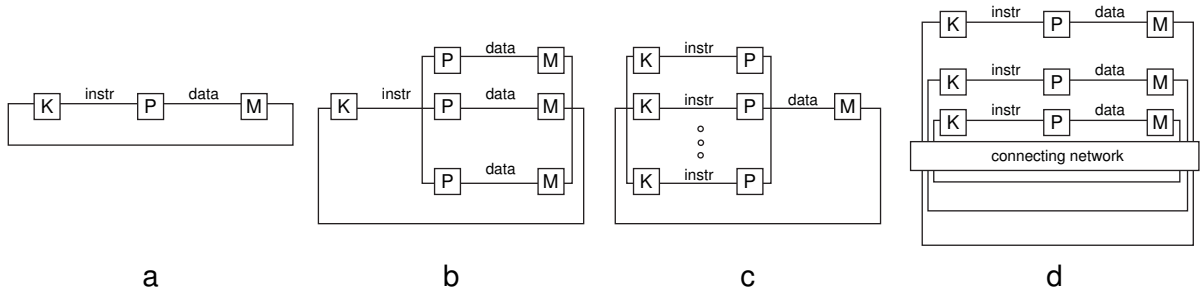 K instr P data M
a
P data M
K instr P data M
P data M
b
K instr P
K instr P data M
K instr P
c
K instr P data M
K instr P data M
K instr P data M
connecting network
d